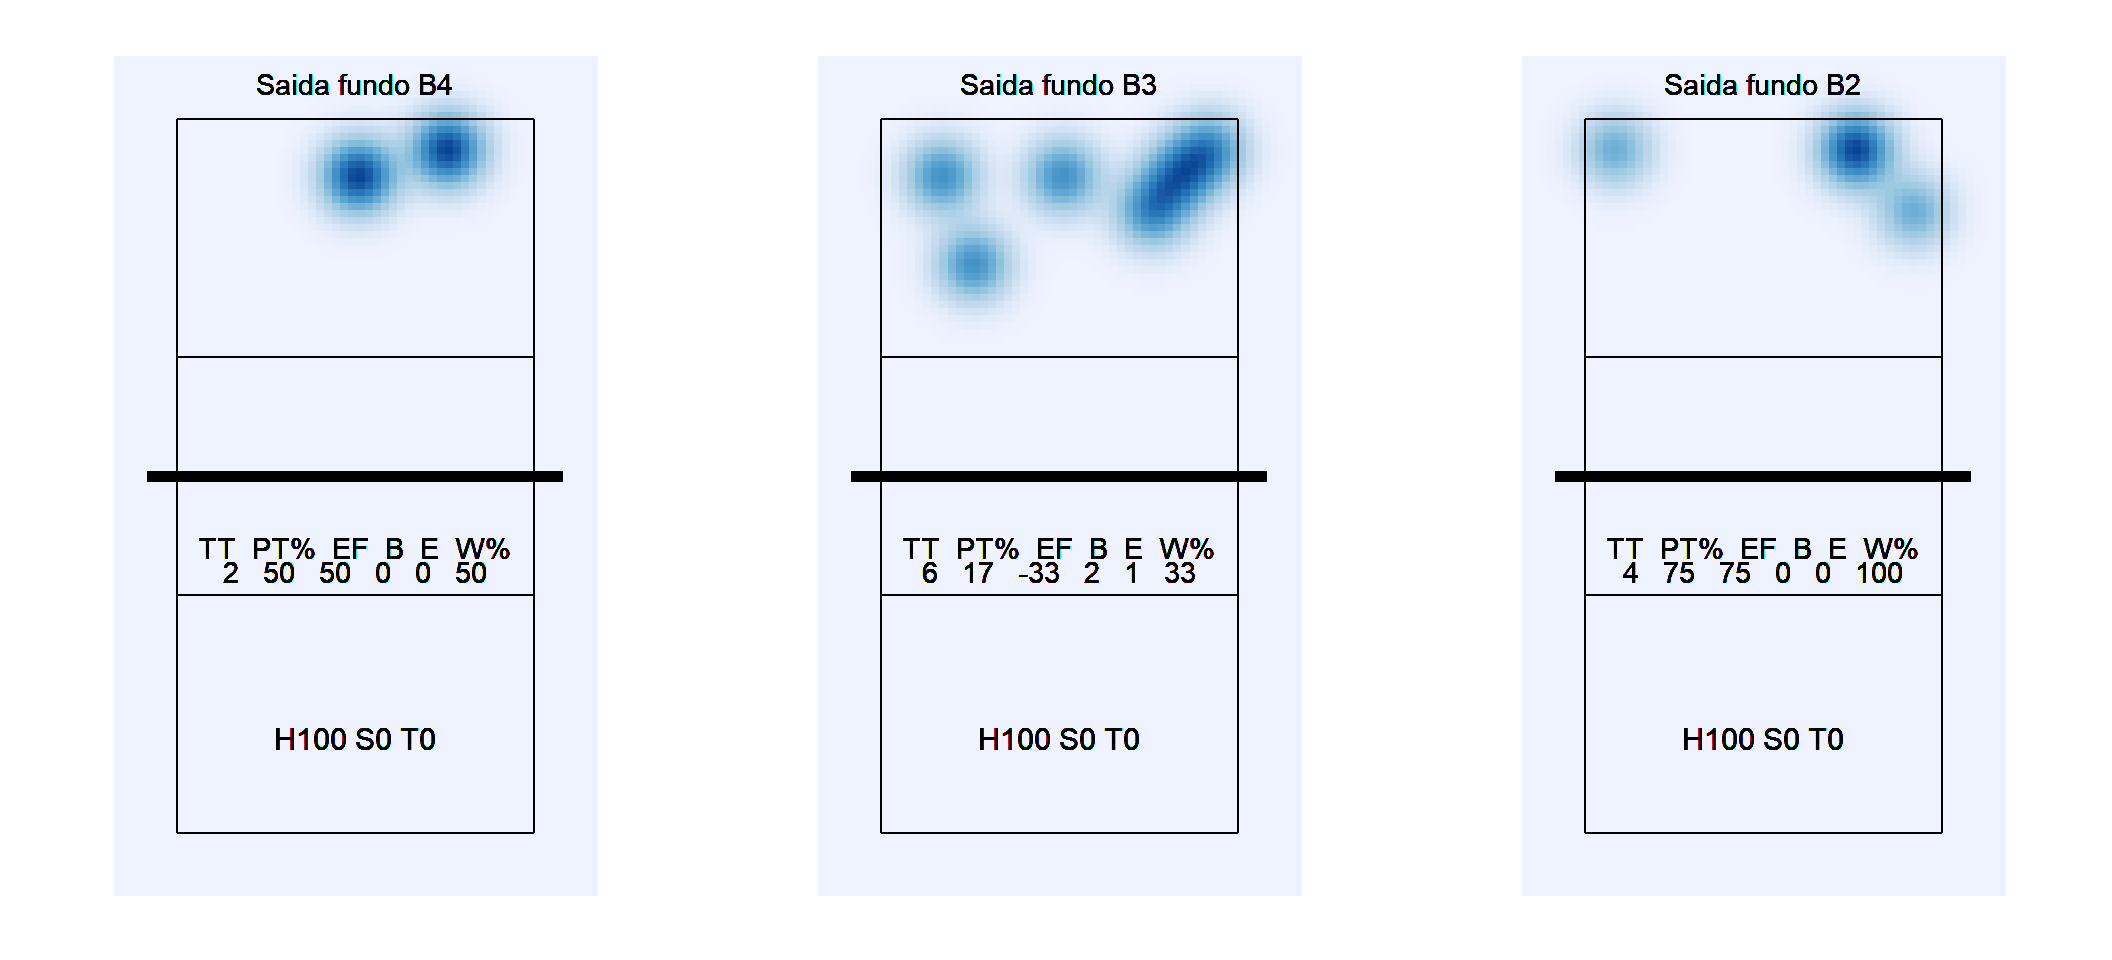 Saida fundo B4
TT PT% EF B E W%
2 50 50 0 0 50
H100 S0 T0
Saida fundo B3
TT PT% EF B E W%
6 17 -33 2 1 33
H100 S0 T0
Saida fundo B2
TT PT% EF B E W%
4 75 75 0 0 100
H100 S0 T0